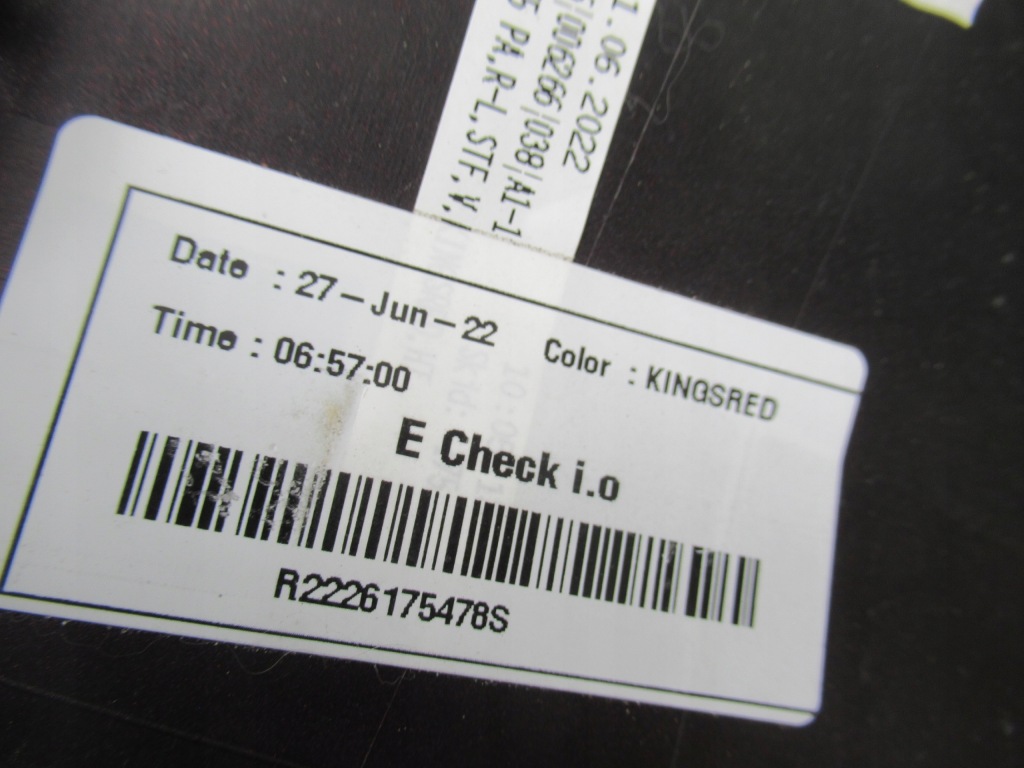 1.06.2022
006266|038|A1-1
PA.R-L.STF.V.
Date : 27-Jun-22
Time : 06:57:00
Color : KINGSRED
E Check i.o
R2226175478S